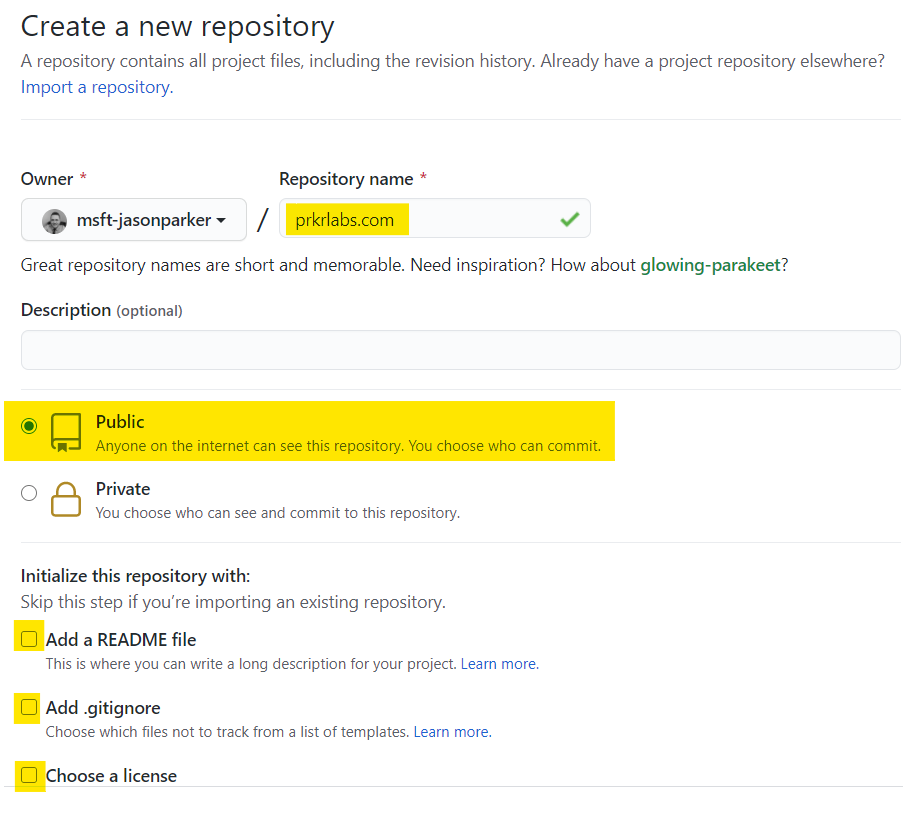 Create a new repository
A repository contains all project files, including the revision history. Already have a project repository elsewhere?
Import a repository.
Owner * Repository name *
msft-jasonparker / prkrlabs.com
Great repository names are short and memorable. Need inspiration? How about glowing-parakeet?
Description (optional)
Public
Anyone on the internet can see this repository. You choose who can commit.
Private
You choose who can see and commit to this repository.
Initialize this repository with:
Skip this step if you’re importing an existing repository.
Add a README file
This is where you can write a long description for your project. Learn more.
Add .gitignore
Choose which files not to track from a list of templates. Learn more.
Choose a license